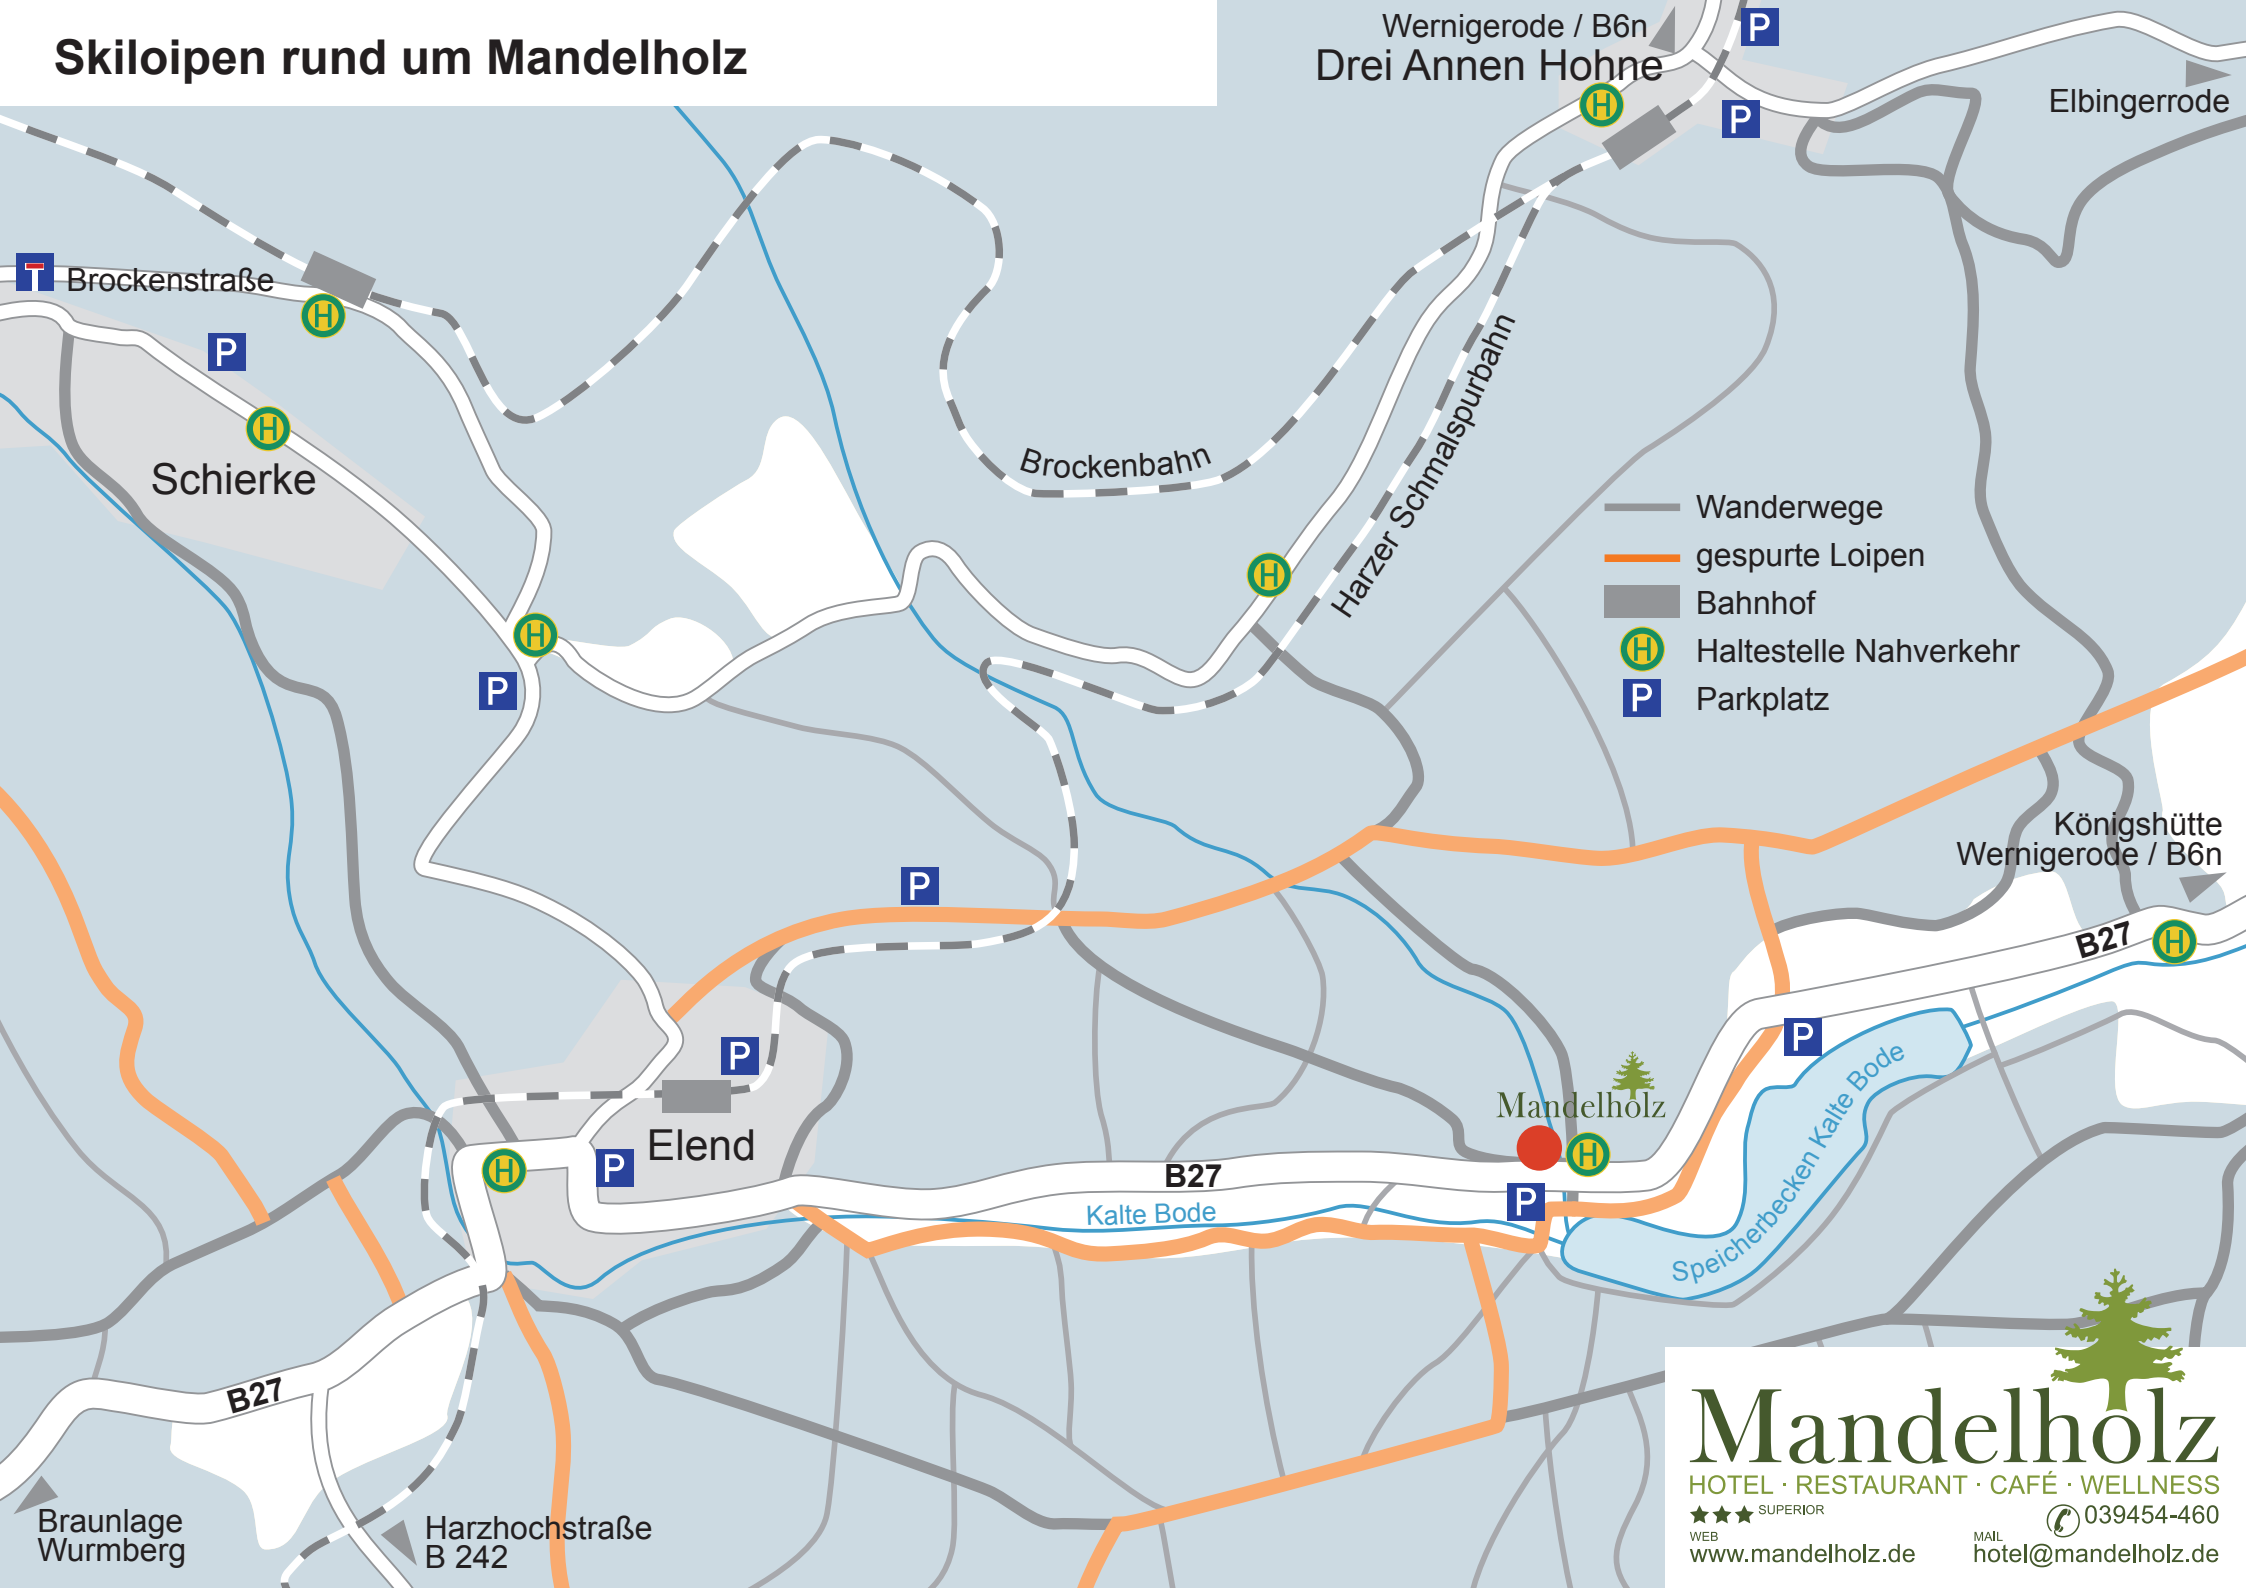 Skiloipen rund um Mandelholz
Wernigerode / B6n
Drei Annen Hohne
P
H
P
Elbingerrode
Brockenstraße
H
P
H
Schierke
Brockenbahn
Harzer Schmalspurbahn
H
Wanderwege
gespurte Loipen
Bahnhof
H Haltestelle Nahverkehr
P Parkplatz
H
P
Königshütte
Wernigerode / B6n
P
B27
H
P
P
Speicherbecken Kalte Bode
Mandelholz
H
Elend
P
H
B27
P
Kalte Bode
B27
Braunlage
Wurmberg
Harzhochstraße
B 242
Mandelholz
HOTEL · RESTAURANT · CAFÉ · WELLNESS
★★★ SUPERIOR
039454-460
WEB
www.mandelholz.de
MAIL
hotel@mandelholz.de